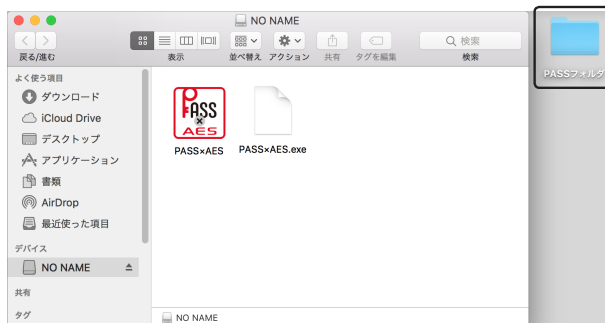 NO NAME
検索
戻る/進む
表示
並べ替え
アクション
共有
タグを編集
検索
よく使う項目
ダウンロード
iCloud Drive
デスクトップ
アプリケーション
書類
AirDrop
最近使った項目
デバイス
NO NAME
共有
タグ
PASS
×
AES
PASS×AES
PASS×AES.exe
NO NAME
PASSフォルダ